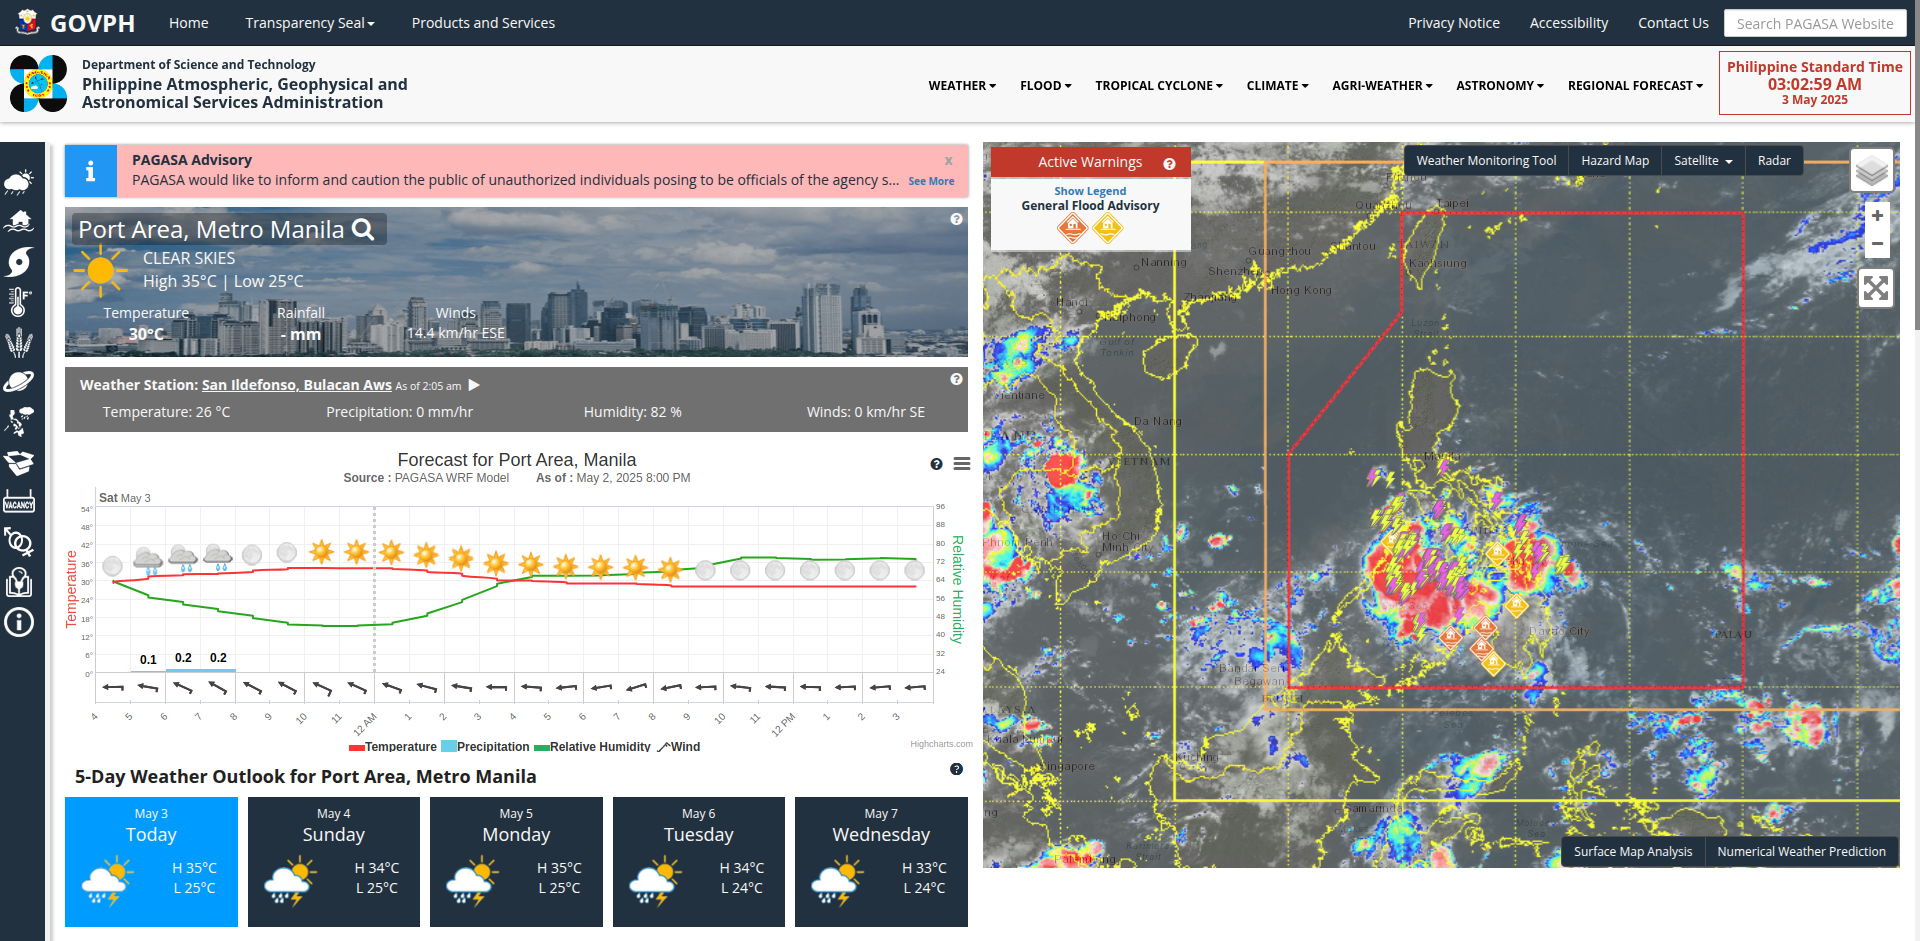 GOVPH
Home
Transparency Seal
Products and Services
Privacy Notice
Accessibility
Contact Us
Search PAGASA Website
Department of Science and Technology
Philippine Atmospheric, Geophysical and
Astronomical Services Administration
WEATHER
FLOOD
TROPICAL CYCLONE
CLIMATE
AGRI-WEATHER
ASTRONOMY
REGIONAL FORECAST
Philippine Standard Time
03:02:59 AM
3 May 2025
VACANCY
PAGASA Advisory
x
PAGASA would like to inform and caution the public of unauthorized individuals posing to be officials of the agency s...
See More
Port Area, Metro Manila
CLEAR SKIES
High 35°C | Low 25°C
Temperature
Rainfall
Winds
30°C
- mm
14.4 km/hr ESE
Weather Station: San Ildefonso, Bulacan Aws As of 2:05 am
Temperature: 26 °C
Precipitation: 0 mm/hr
Humidity: 82 %
Winds: 0 km/hr SE
Forecast for Port Area, Manila
Source : PAGASA WRF Model
As of : May 2, 2025 8:00 PM
Sat May 3
Temperature
54°
48°
42°
36°
30°
24°
18°
12°
6°
0°
0.1
0.2
0.2
96
88
80
72
64
56
48
40
32
24
Relative Humidity
4
5
6
7
8
9
10
11
12 AM
1
2
3
4
5
6
7
8
9
10
11
12 PM
1
2
3
Temperature
Precipitation
Relative Humidity
Wind
Highcharts.com
5-Day Weather Outlook for Port Area, Metro Manila
May 3
Today
H 35°C
L 25°C
May 4
Sunday
H 34°C
L 25°C
May 5
Monday
H 35°C
L 25°C
May 6
Tuesday
H 34°C
L 24°C
May 7
Wednesday
H 33°C
L 24°C
Active Warnings
Show Legend
General Flood Advisory
Weather Monitoring Tool
Hazard Map
Satellite
Radar
+
−
Taipei
Guangzhou
Shantou
TAIWAN
Kaohsiung
Nanning
Shenzhen
Hong Kong
Zhanjiang
Hanoi
Haiphong
Gulf of
Tonkin
Luzon
Vientiane
Da Nang
VIETNAM
Manila
Ho Chi
Minh City
Phnom Penh
Davao City
PALAU
Bandar Seri
Begawan
Kuala Lumpur
Kuching
Singapore
Samarinda
Palembang
Surface Map Analysis
Numerical Weather Prediction